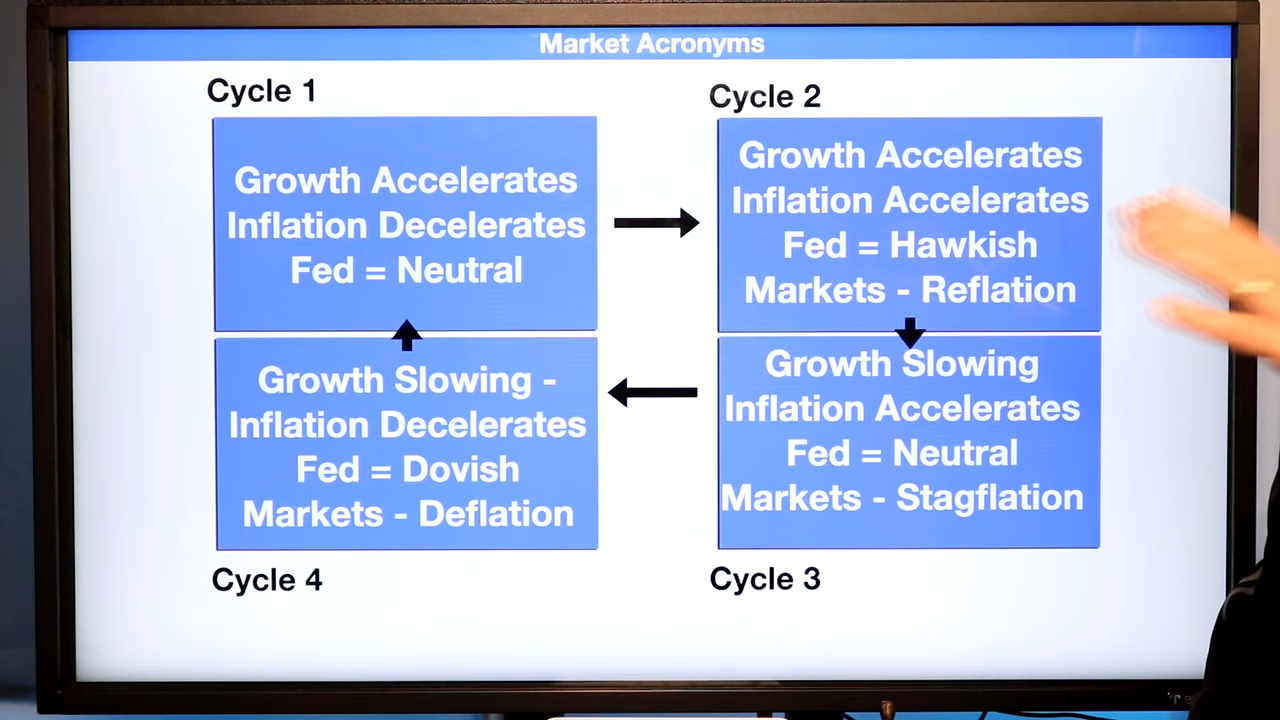 Market Acronyms
Cycle 1
Growth Accelerates
Inflation Decelerates
Fed = Neutral
Cycle 2
Growth Accelerates
Inflation Accelerates
Fed = Hawkish
Markets - Reflation
Growth Slowing -
Inflation Decelerates
Fed = Dovish
Markets - Deflation
Cycle 4
Growth Slowing
Inflation Accelerates
Fed = Neutral
Markets - Stagflation
Cycle 3